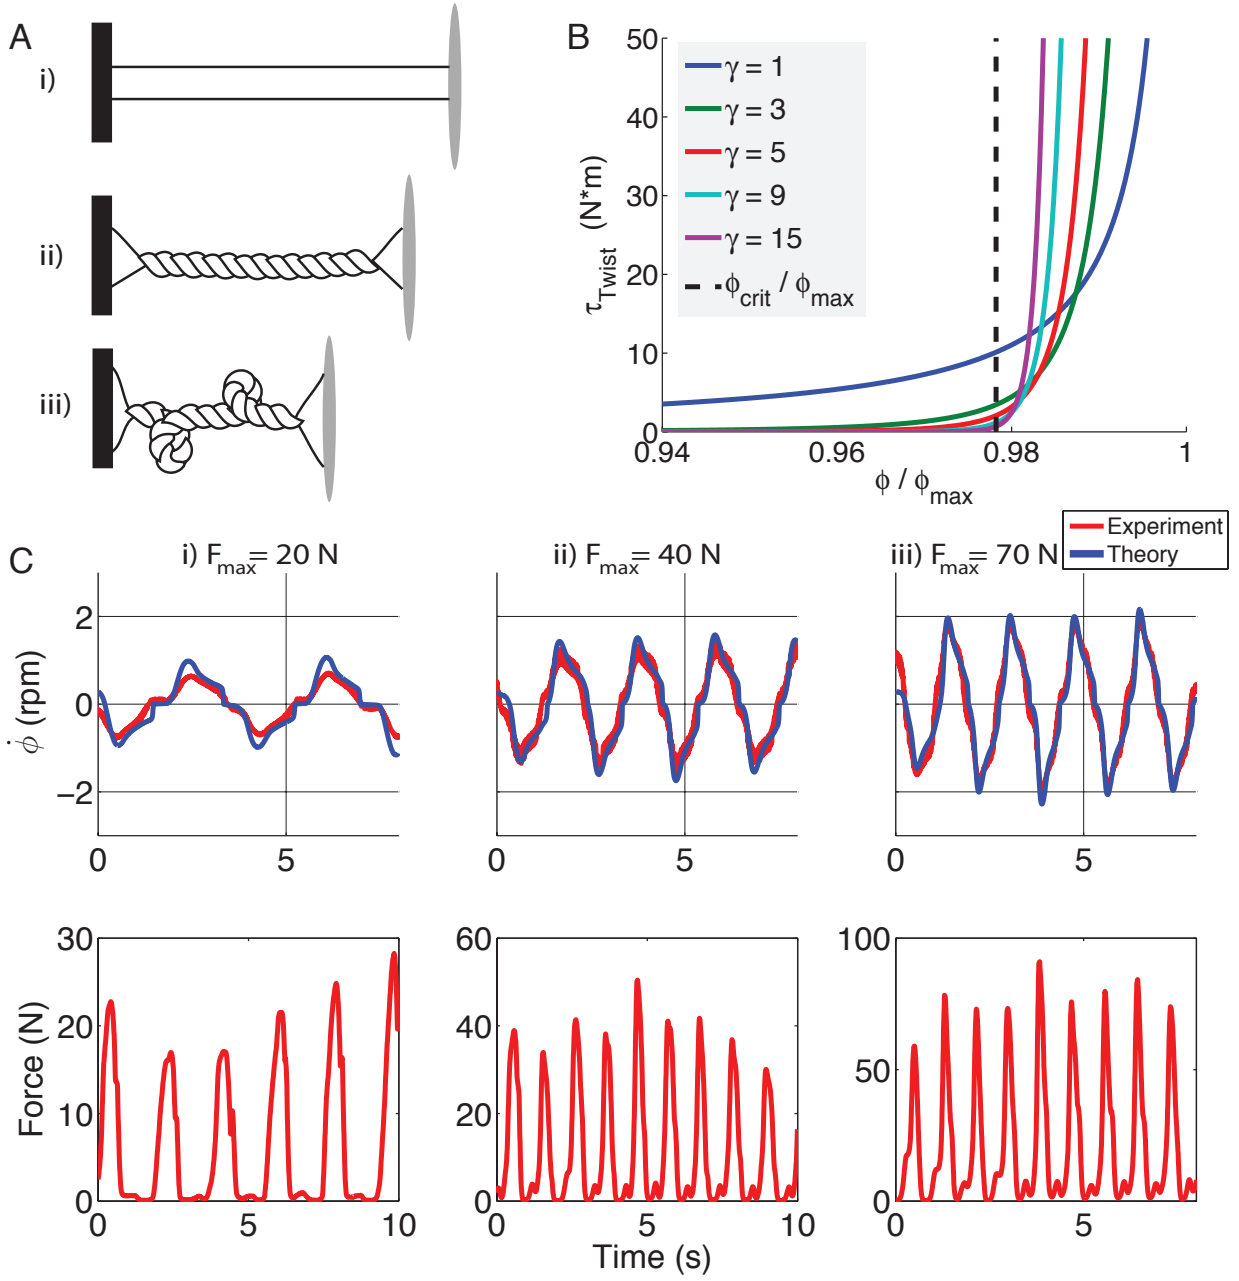 A
i)
ii)
iii)
B
τTwist (N*m)
50
40
30
20
10
0
γ = 1
γ = 3
γ = 5
γ = 9
γ = 15
ϕcrit / ϕmax
0.94
0.96
0.98
1
ϕ / ϕmax
Experiment
Theory
C
i) Fmax= 20 N
ii) Fmax= 40 N
iii) Fmax= 70 N
ϕ̇ (rpm)
2
0
−2
0
5
0
5
0
5
Force (N)
30
20
10
0
0
5
10
60
40
20
0
0
5
10
100
50
0
0
5
Time (s)